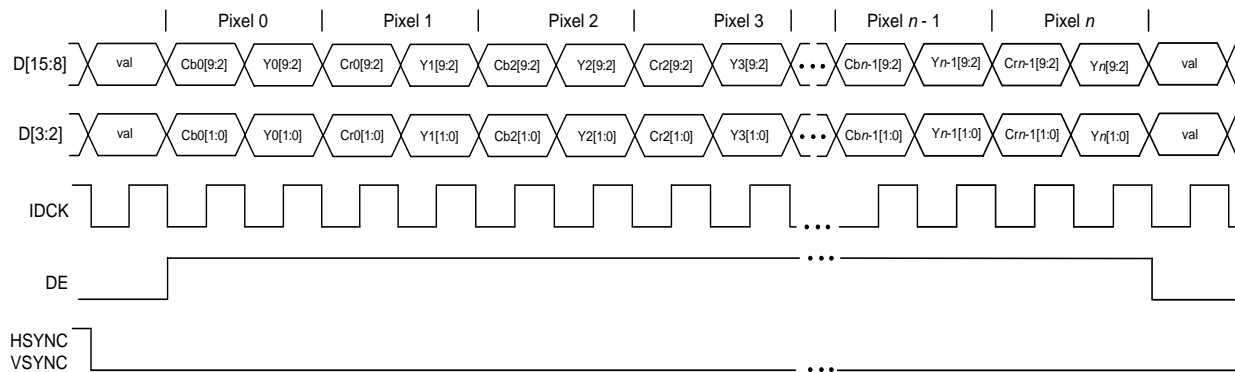 | Pixel 0 | Pixel 1 | Pixel 2 | Pixel 3 | | Pixel n - 1 | Pixel n |
D[15:8] val Cb0[9:2] Y0[9:2] Cr0[9:2] Y1[9:2] Cb2[9:2] Y2[9:2] Cr2[9:2] Y3[9:2] ••• Cbn-1[9:2] Yn-1[9:2] Crn-1[9:2] Yn[9:2] val
D[3:2] val Cb0[1:0] Y0[1:0] Cr0[1:0] Y1[1:0] Cb2[1:0] Y2[1:0] Cr2[1:0] Y3[1:0] ••• Cbn-1[1:0] Yn-1[1:0] Crn-1[1:0] Yn[1:0] val
IDCK •••
DE •••
HSYNC
VSYNC •••